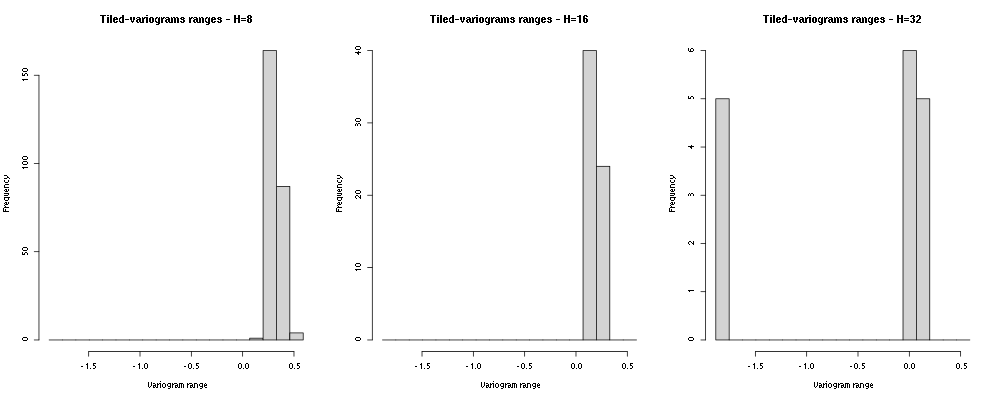 Tiled-variograms ranges - H=8
Frequency
150
100
50
0
-1.5 -1.0 -0.5 0.0 0.5
Variogram range
Tiled-variograms ranges - H=16
Frequency
40
30
20
10
0
-1.5 -1.0 -0.5 0.0 0.5
Variogram range
Tiled-variograms ranges - H=32
Frequency
6
5
4
3
2
1
0
-1.5 -1.0 -0.5 0.0 0.5
Variogram range